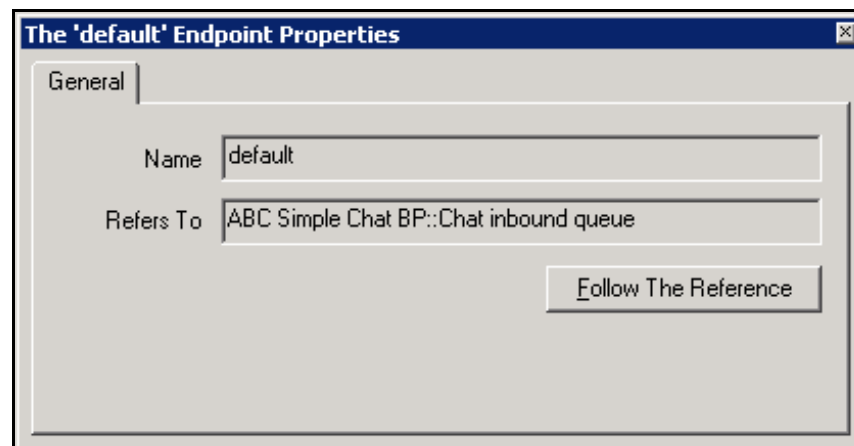 The 'default' Endpoint Properties
General
Name default
Refers To ABC Simple Chat BP::Chat inbound queue
Follow The Reference